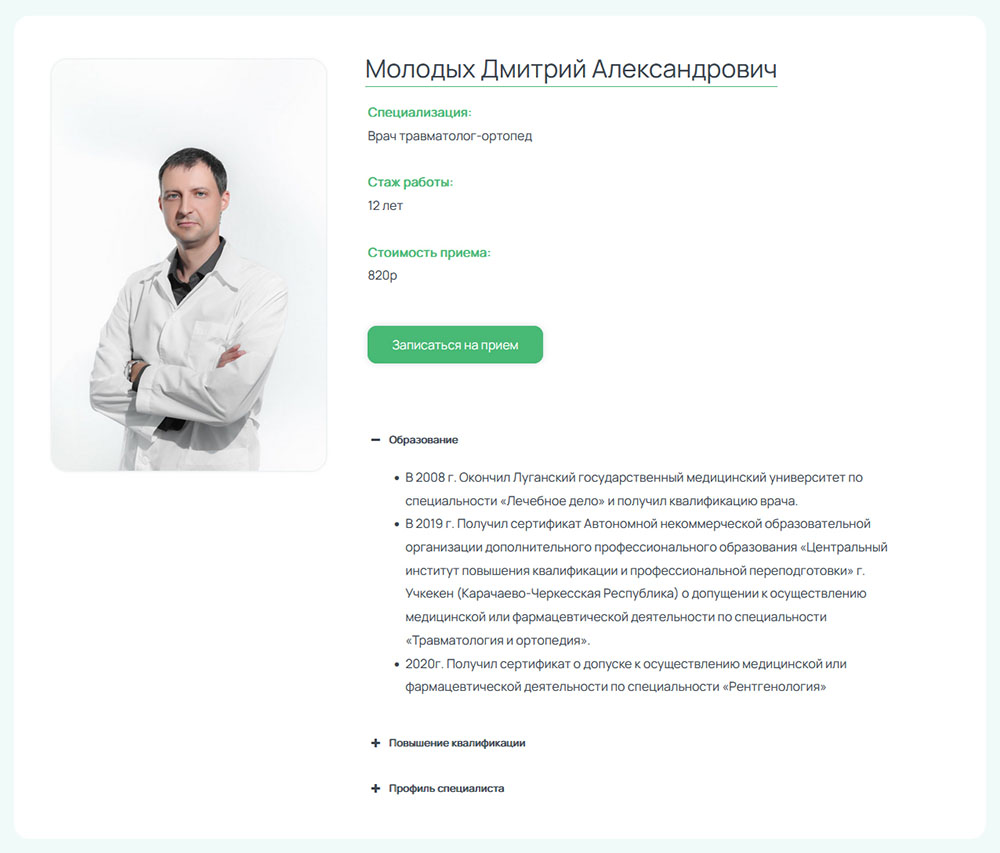 Молодых Дмитрий Александрович
Специализация:
Врач травматолог-ортопед
Стаж работы:
12 лет
Стоимость приема:
820р
Записаться на прием
Образование
В 2008 г. Окончил Луганский государственный медицинский университет по
специальности «Лечебное дело» и получил квалификацию врача.
В 2019 г. Получил сертификат Автономной некоммерческой образовательной
организации дополнительного профессионального образования «Центральный
институт повышения квалификации и профессиональной переподготовки» г.
Учкекен (Карачаево-Черкесская Республика) о допущении к осуществлению
медицинской или фармацевтической деятельности по специальности
«Травматология и ортопедия».
2020г. Получил сертификат о допуске к осуществлению медицинской или
фармацевтической деятельности по специальности «Рентгенология»
Повышение квалификации
Профиль специалиста